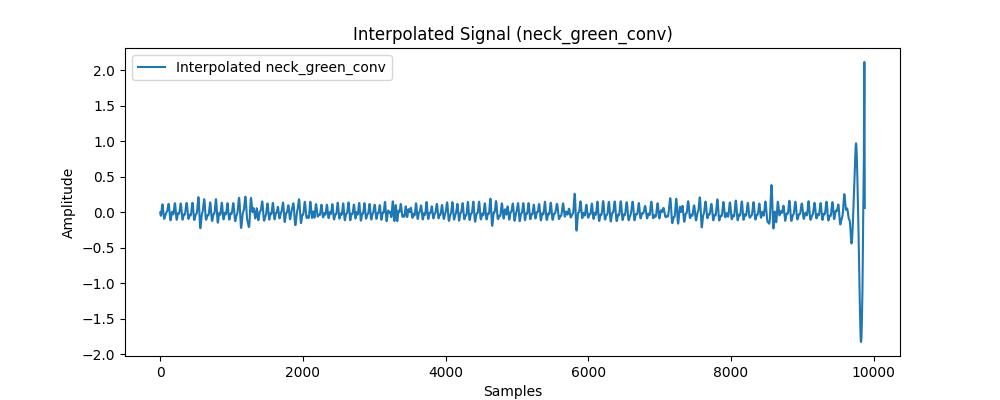 Interpolated Signal (neck_green_conv)
Interpolated neck_green_conv
Amplitude
2.0
1.5
1.0
0.5
0.0
−0.5
−1.0
−1.5
−2.0
0 2000 4000 6000 8000 10000
Samples